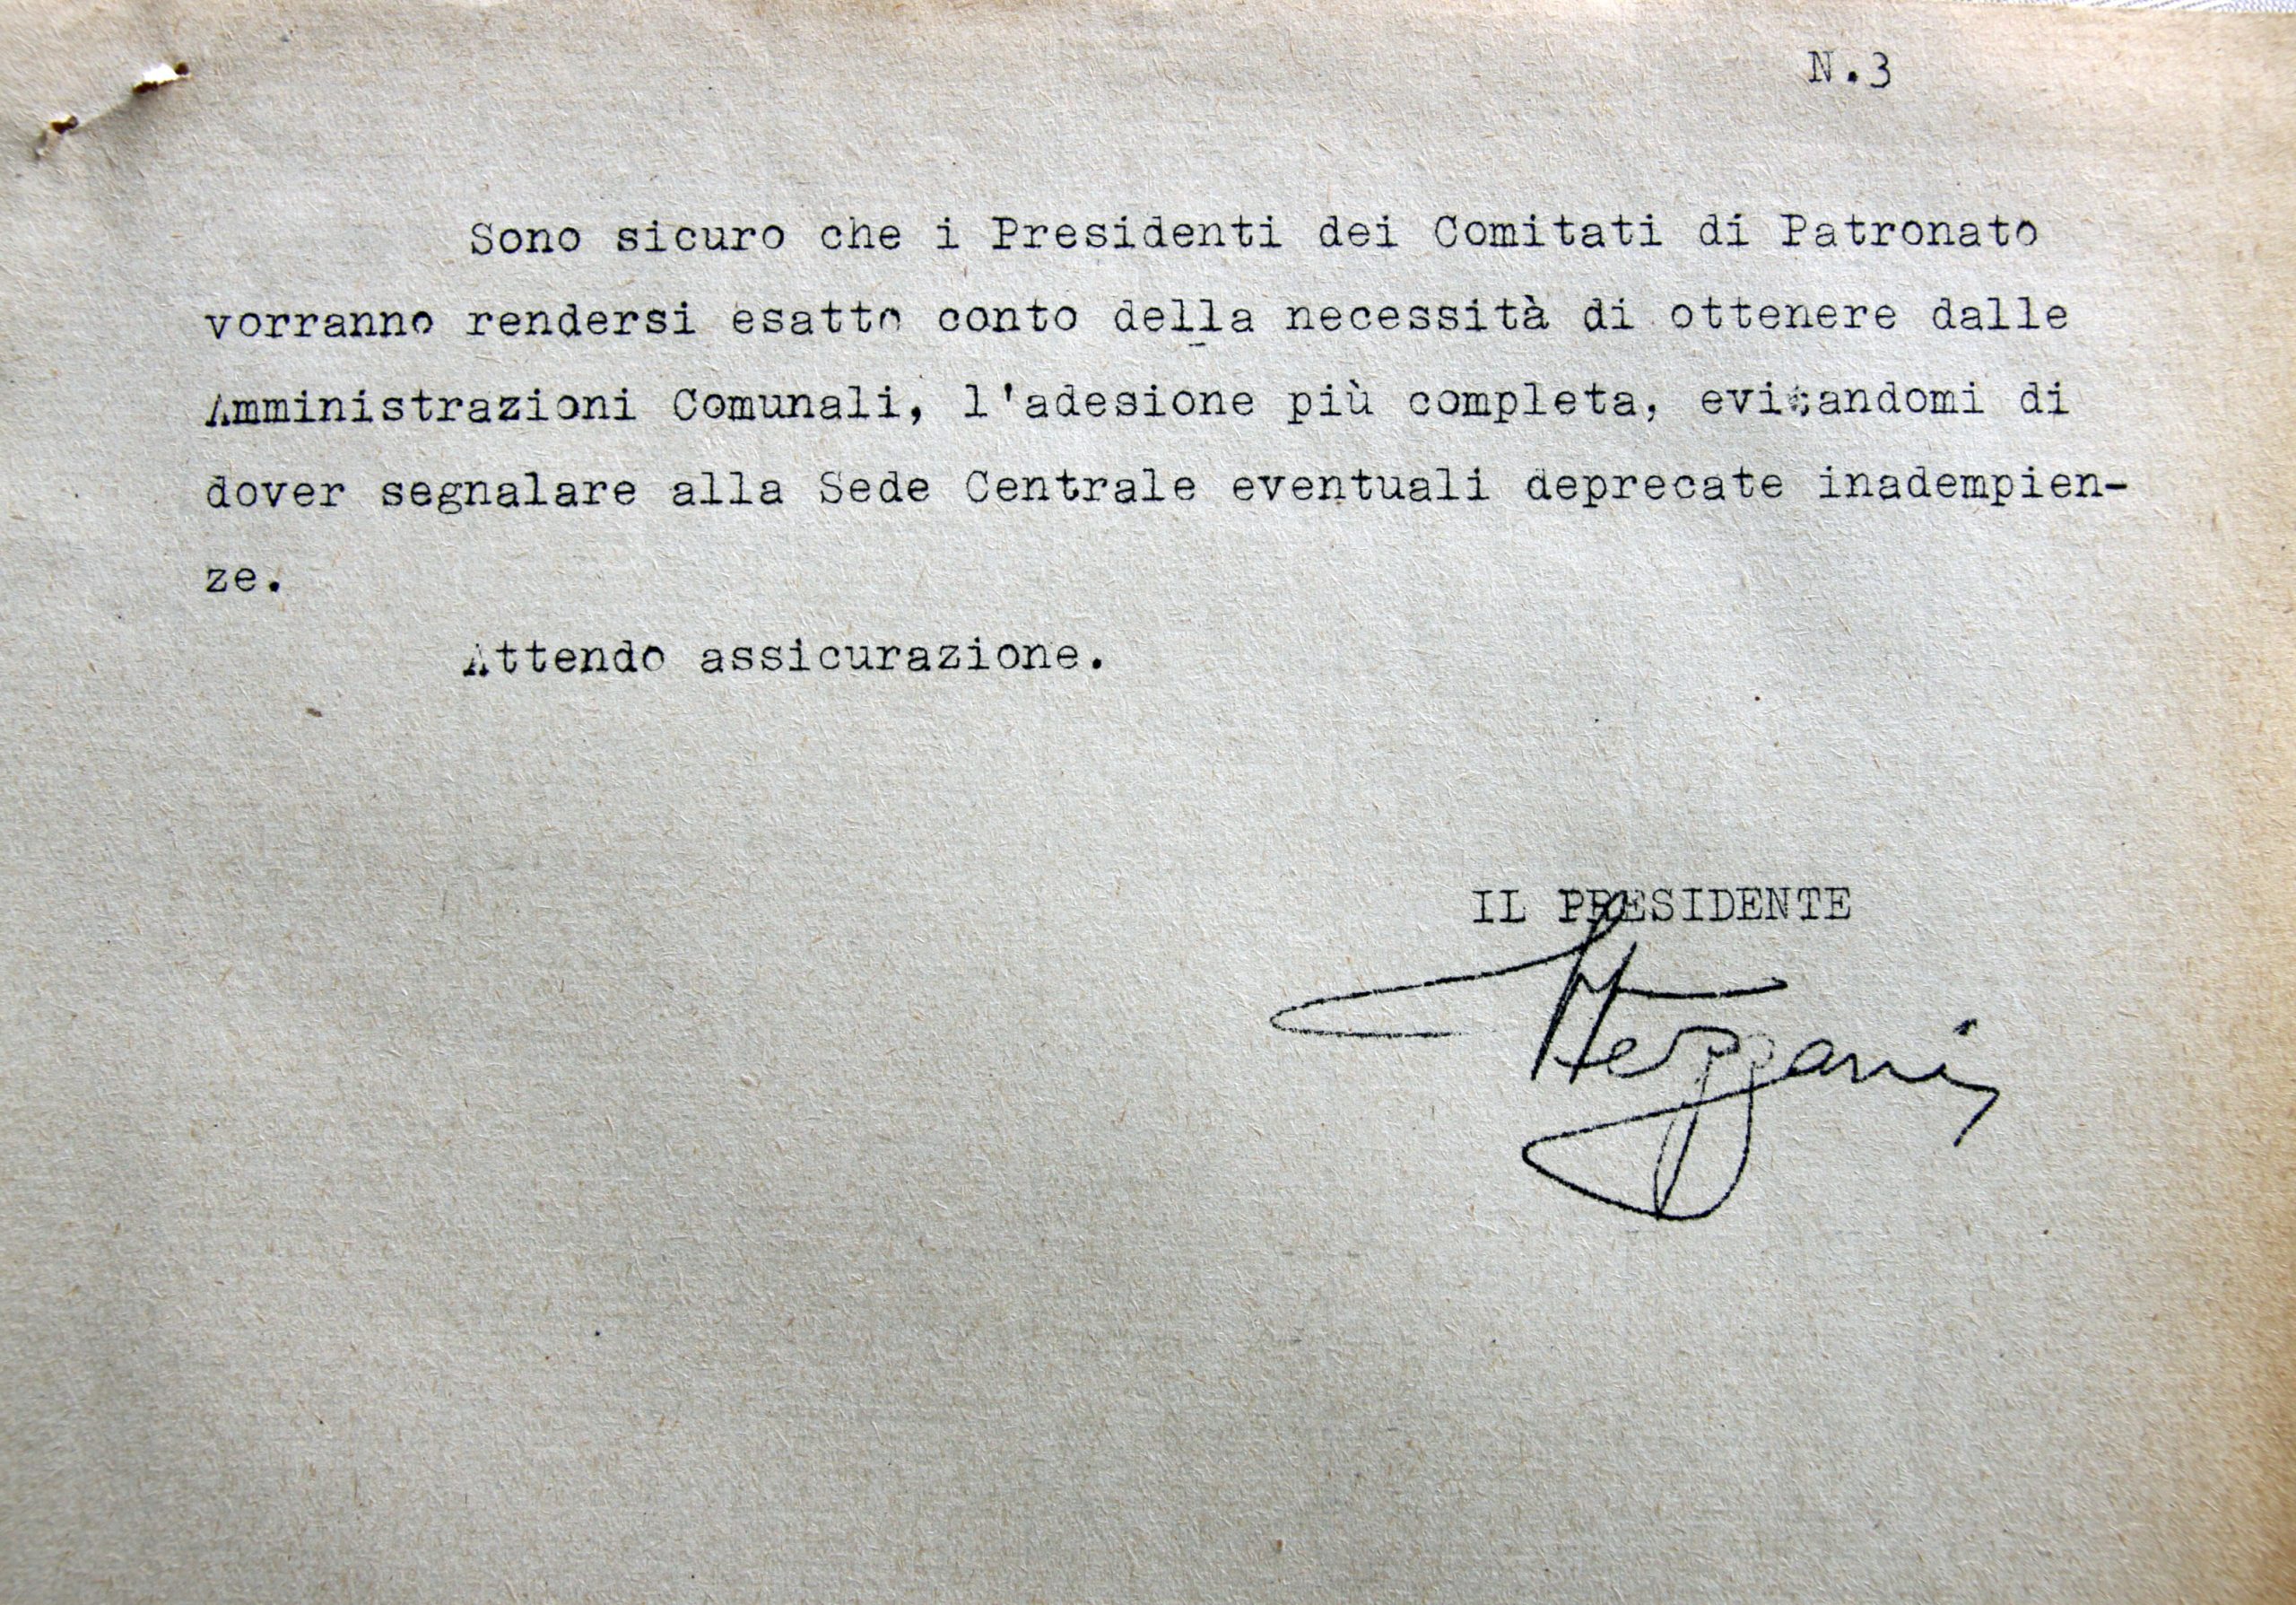 N.3
Sono sicuro che i Presidenti dei Comitati di Patronato
vorranno rendersi esatto conto della necessità di ottenere dalle
Amministrazioni Comunali, l'adesione più completa, evitandomi di
dover segnalare alla Sede Centrale eventuali deprecate inadempien-
ze.
Attendo assicurazione.
IL PRESIDENTE